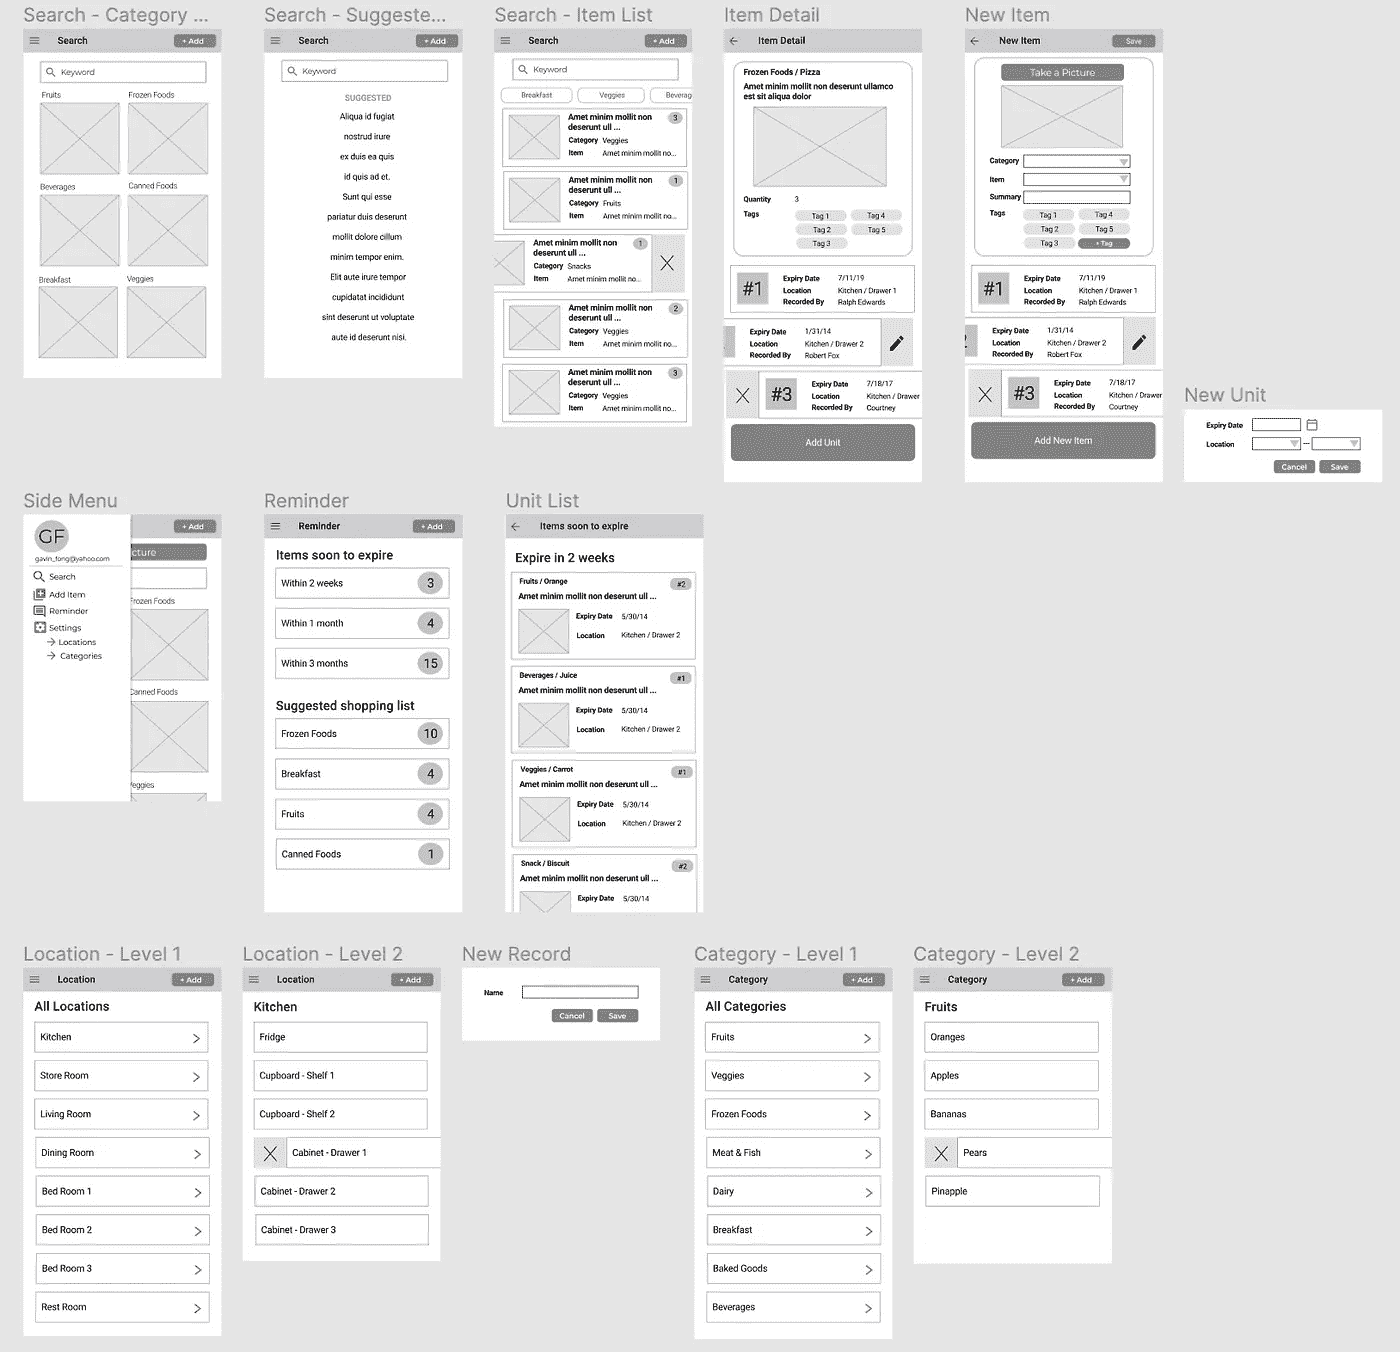 Search - Category ...
Search
+ Add
Keyword
Fruits
Frozen Foods
Beverages
Canned Foods
Breakfast
Veggies
Search - Suggeste...
Search
+ Add
Keyword
SUGGESTED
Aliqua id fugiat
nostrud irure
ex duis ea quis
id quis ad et.
Sunt qui esse
pariatur duis deserunt
mollit dolore cillum
minim tempor enim.
Elit aute irure tempor
cupidatat incididunt
sint deserunt ut voluptate
aute id deserunt nisi.
Search - Item List
Search
+ Add
Keyword
Breakfast
Veggies
Beverag
Amet minim mollit non
deserunt ull ...
3
Category Veggies
Item Amet minim mollit no...
Amet minim mollit non
deserunt ull ...
1
Category Fruits
Item Amet minim mollit no...
Amet minim mollit non
deserunt ull ...
1
Category Snacks
Item Amet minim mollit no...
Amet minim mollit non
deserunt ull ...
2
Category Veggies
Item Amet minim mollit no...
Amet minim mollit non
deserunt ull ...
3
Category Veggies
Item Amet minim mollit no...
Item Detail
Item Detail
Frozen Foods / Pizza
Amet minim mollit non deserunt ullamco
est sit aliqua dolor
Quantity 3
Tags
Tag 1 Tag 4
Tag 2 Tag 5
Tag 3
#1
Expiry Date 7/11/19
Location Kitchen / Drawer 1
Recorded By Ralph Edwards
Expiry Date 1/31/14
Location Kitchen / Drawer 2
Recorded By Robert Fox
#3
Expiry Date 7/18/17
Location Kitchen / Drawer
Recorded By Courtney
Add Unit
New Item
New Item
Save
Take a Picture
Category
Item
Summary
Tags
Tag 1 Tag 4
Tag 2 Tag 5
Tag 3 + Tag
#1
Expiry Date 7/11/19
Location Kitchen / Drawer 1
Recorded By Ralph Edwards
2
Expiry Date 1/31/14
Location Kitchen / Drawer 2
Recorded By Robert Fox
#3
Expiry Date 7/18/17
Location Kitchen / Drawer
Recorded By Courtney
Add New Item
New Unit
Expiry Date
Location
Cancel
Save
Side Menu
GF
gavin_fong@yahoo.com
Search
Add Item
Reminder
Settings
Locations
Categories
+ Add
cture
Frozen Foods
Canned Foods
Veggies
Reminder
Reminder
+ Add
Items soon to expire
Within 2 weeks 3
Within 1 month 4
Within 3 months 15
Suggested shopping list
Frozen Foods 10
Breakfast 4
Fruits 4
Canned Foods 1
Unit List
Items soon to expire
Expire in 2 weeks
Fruits / Orange #2
Amet minim mollit non deserunt ull ...
Expiry Date 5/30/14
Location Kitchen / Drawer 2
Beverages / Juice #1
Amet minim mollit non deserunt ull ...
Expiry Date 5/30/14
Location Kitchen / Drawer 2
Veggies / Carrot #1
Amet minim mollit non deserunt ull ...
Expiry Date 5/30/14
Location Kitchen / Drawer 2
Snack / Biscuit #2
Amet minim mollit non deserunt ull ...
Expiry Date 5/30/14
Location - Level 1
Location
+ Add
All Locations
Kitchen
Store Room
Living Room
Dining Room
Bed Room 1
Bed Room 2
Bed Room 3
Rest Room
Location - Level 2
Location
+ Add
Kitchen
Fridge
Cupboard - Shelf 1
Cupboard - Shelf 2
Cabinet - Drawer 1
Cabinet - Drawer 2
Cabinet - Drawer 3
New Record
Name
Cancel
Save
Category - Level 1
Category
+ Add
All Categories
Fruits
Veggies
Frozen Foods
Meat & Fish
Dairy
Breakfast
Baked Goods
Beverages
Category - Level 2
Category
+ Add
Fruits
Oranges
Apples
Bananas
Pears
Pinapple